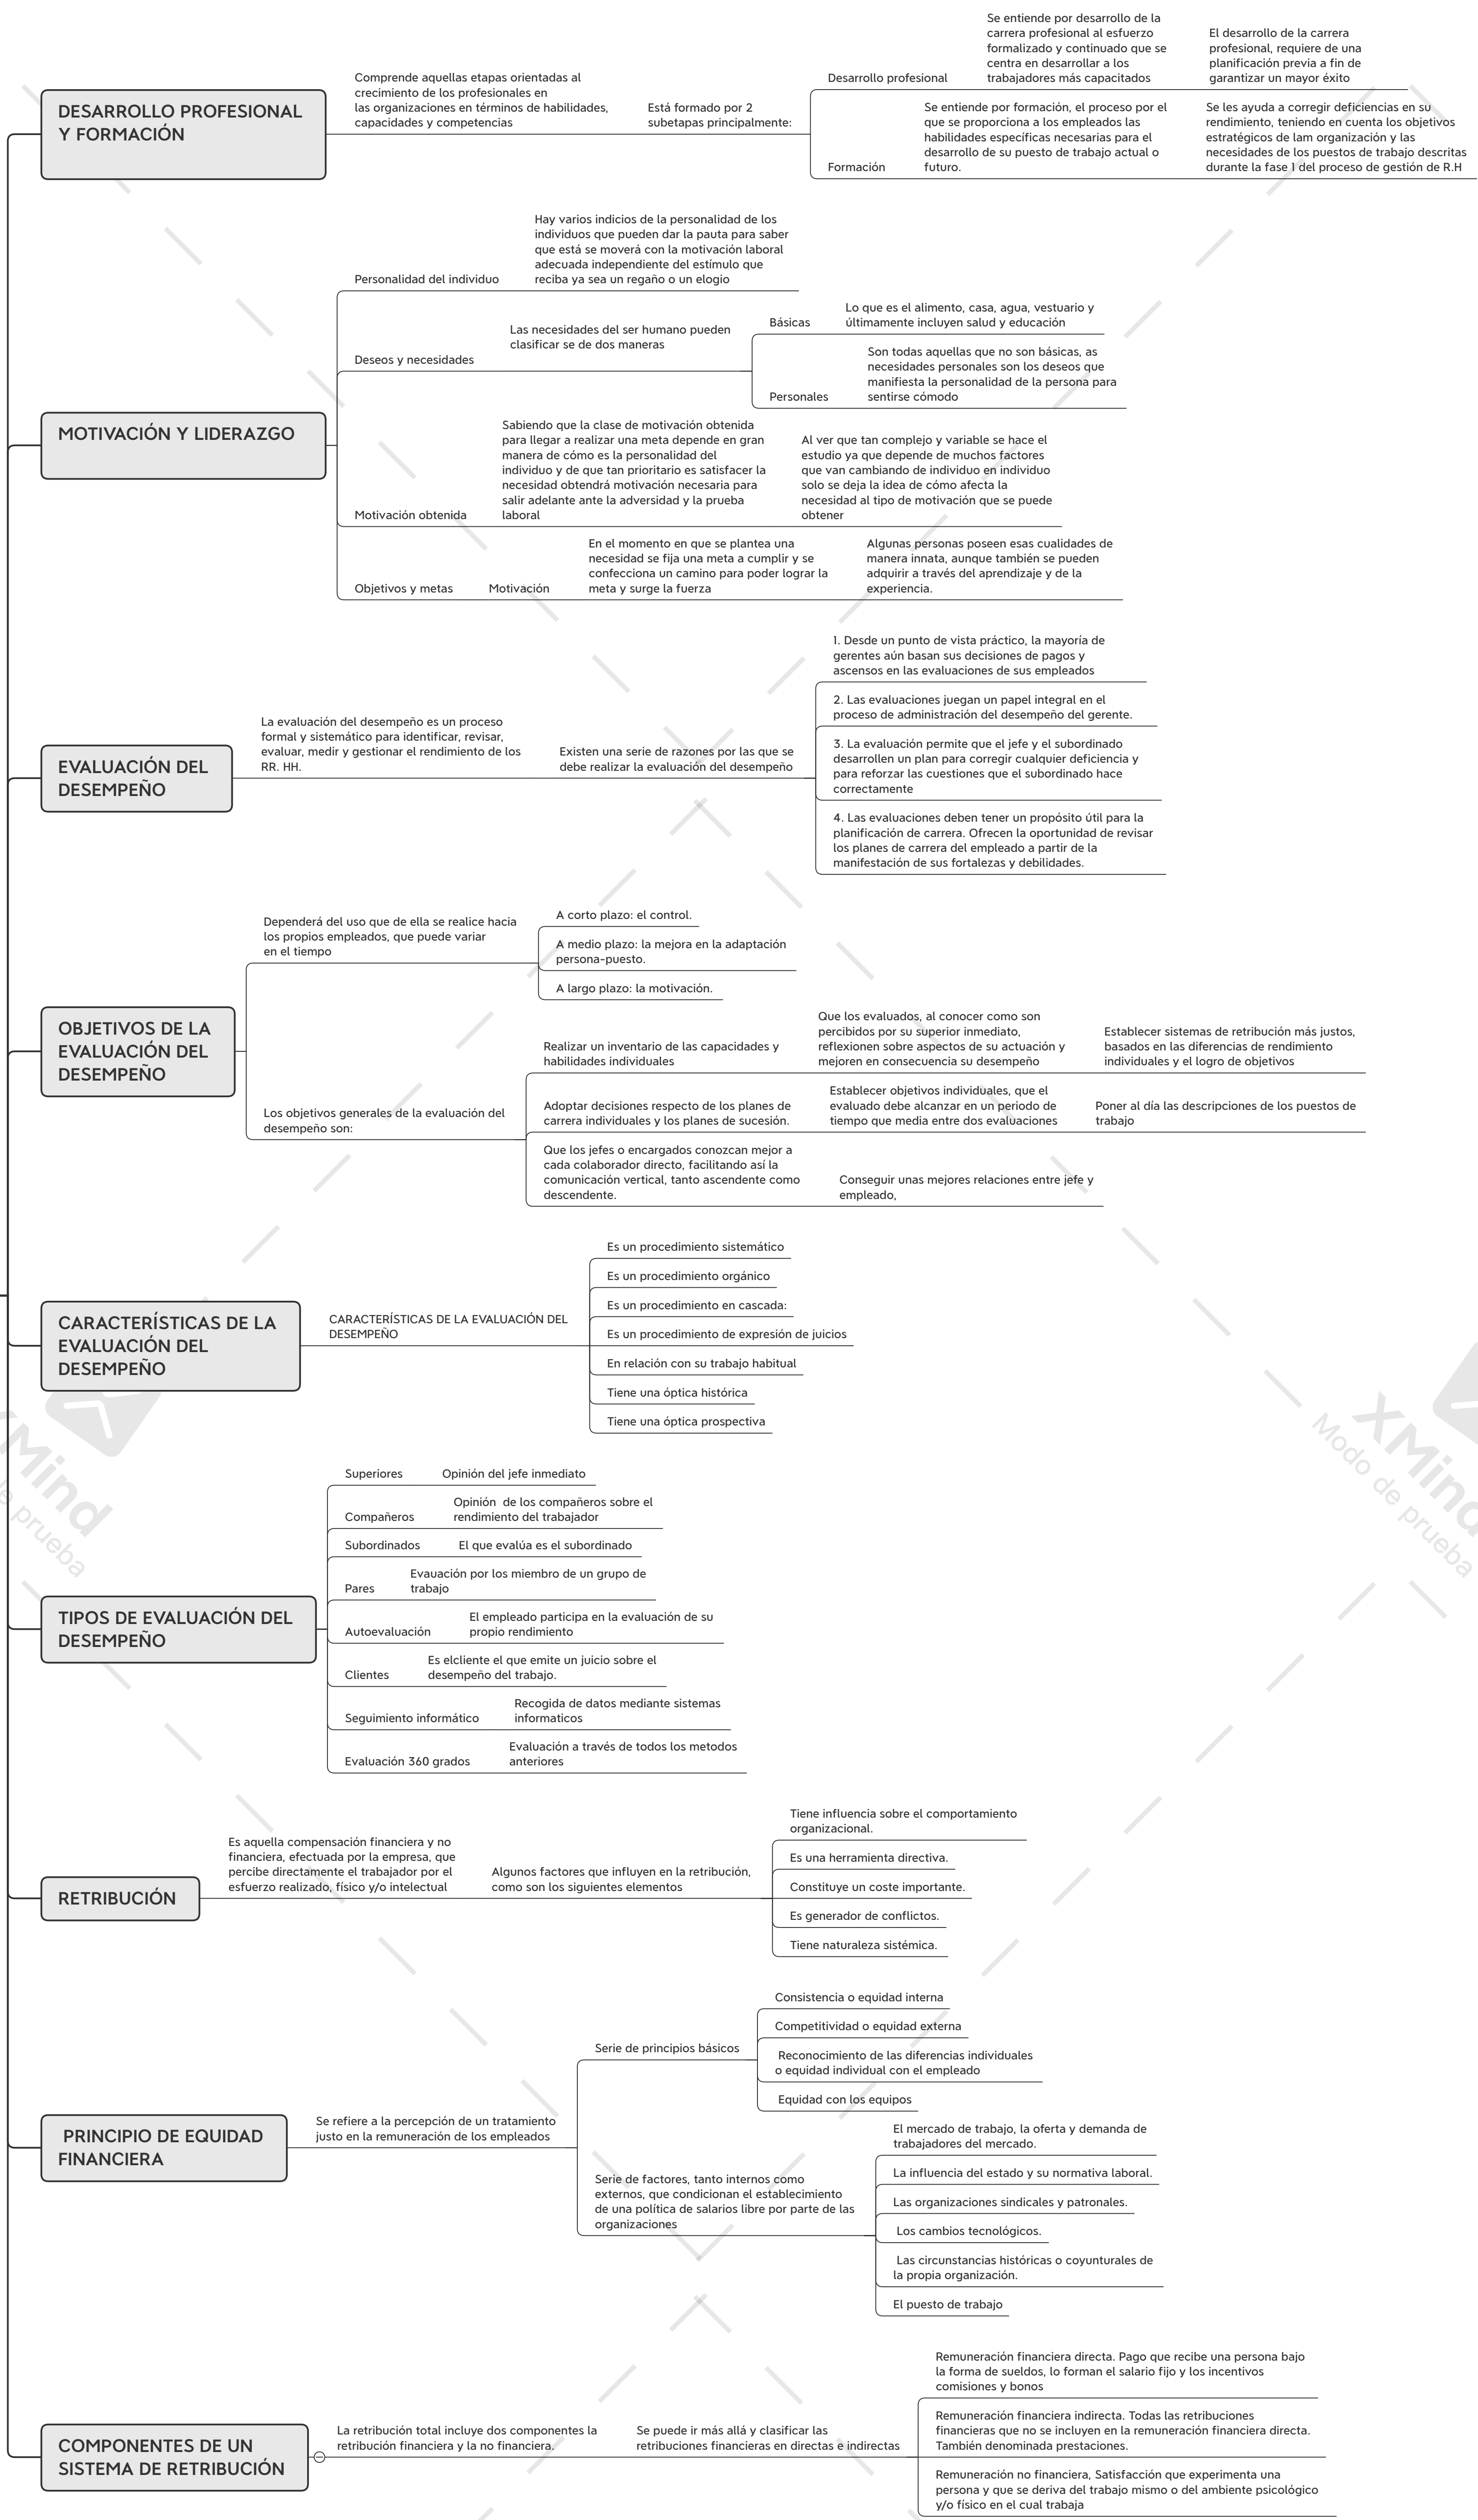 DESARROLLO PROFESIONAL
Y FORMACIÓN
Comprende aquellas etapas orientadas al
crecimiento de los profesionales en
las organizaciones en términos de habilidades,
capacidades y competencias
Está formado por 2
subetapas principalmente:
Desarrollo profesional
Se entiende por desarrollo de la
carrera profesional al esfuerzo
formalizado y continuado que se
centra en desarrollar a los
trabajadores más capacitados
El desarrollo de la carrera
profesional, requiere de una
planificación previa a fin de
garantizar un mayor éxito
Formación
Se entiende por formación, el proceso por el
que se proporciona a los empleados las
habilidades específicas necesarias para el
desarrollo de su puesto de trabajo actual o
futuro.
Se les ayuda a corregir deficiencias en su
rendimiento, teniendo en cuenta los objetivos
estratégicos de lam organización y las
necesidades de los puestos de trabajo descritas
durante la fase 1 del proceso de gestión de R.H
MOTIVACIÓN Y LIDERAZGO
Personalidad del individuo
Hay varios indicios de la personalidad de los
individuos que pueden dar la pauta para saber
que está se moverá con la motivación laboral
adecuada independiente del estímulo que
reciba ya sea un regaño o un elogio
Deseos y necesidades
Las necesidades del ser humano pueden
clasificar se de dos maneras
Básicas
Lo que es el alimento, casa, agua, vestuario y
últimamente incluyen salud y educación
Personales
Son todas aquellas que no son básicas, as
necesidades personales son los deseos que
manifiesta la personalidad de la persona para
sentirse cómodo
Motivación obtenida
Sabiendo que la clase de motivación obtenida
para llegar a realizar una meta depende en gran
manera de cómo es la personalidad del
individuo y de que tan prioritario es satisfacer la
necesidad obtendrá motivación necesaria para
salir adelante ante la adversidad y la prueba
laboral
Al ver que tan complejo y variable se hace el
estudio ya que depende de muchos factores
que van cambiando de individuo en individuo
solo se deja la idea de cómo afecta la
necesidad al tipo de motivación que se puede
obtener
Objetivos y metas
Motivación
En el momento en que se plantea una
necesidad se fija una meta a cumplir y se
confecciona un camino para poder lograr la
meta y surge la fuerza
Algunas personas poseen esas cualidades de
manera innata, aunque también se pueden
adquirir a través del aprendizaje y de la
experiencia.
EVALUACIÓN DEL
DESEMPEÑO
La evaluación del desempeño es un proceso
formal y sistemático para identificar, revisar,
evaluar, medir y gestionar el rendimiento de los
RR. HH.
Existen una serie de razones por las que se
debe realizar la evaluación del desempeño
1. Desde un punto de vista práctico, la mayoría de
gerentes aún basan sus decisiones de pagos y
ascensos en las evaluaciones de sus empleados
2. Las evaluaciones juegan un papel integral en el
proceso de administración del desempeño del gerente.
3. La evaluación permite que el jefe y el subordinado
desarrollen un plan para corregir cualquier deficiencia y
para reforzar las cuestiones que el subordinado hace
correctamente
4. Las evaluaciones deben tener un propósito útil para la
planificación de carrera. Ofrecen la oportunidad de revisar
los planes de carrera del empleado a partir de la
manifestación de sus fortalezas y debilidades.
OBJETIVOS DE LA
EVALUACIÓN DEL
DESEMPEÑO
Dependerá del uso que de ella se realice hacia
los propios empleados, que puede variar
en el tiempo
A corto plazo: el control.
A medio plazo: la mejora en la adaptación
persona-puesto.
A largo plazo: la motivación.
Los objetivos generales de la evaluación del
desempeño son:
Realizar un inventario de las capacidades y
habilidades individuales
Que los evaluados, al conocer como son
percibidos por su superior inmediato,
reflexionen sobre aspectos de su actuación y
mejoren en consecuencia su desempeño
Establecer sistemas de retribución más justos,
basados en las diferencias de rendimiento
individuales y el logro de objetivos
Adoptar decisiones respecto de los planes de
carrera individuales y los planes de sucesión.
Establecer objetivos individuales, que el
evaluado debe alcanzar en un periodo de
tiempo que media entre dos evaluaciones
Poner al día las descripciones de los puestos de
trabajo
Que los jefes o encargados conozcan mejor a
cada colaborador directo, facilitando así la
comunicación vertical, tanto ascendente como
descendente.
Conseguir unas mejores relaciones entre jefe y
empleado,
CARACTERÍSTICAS DE LA
EVALUACIÓN DEL
DESEMPEÑO
CARACTERÍSTICAS DE LA EVALUACIÓN DEL
DESEMPEÑO
Es un procedimiento sistemático
Es un procedimiento orgánico
Es un procedimiento en cascada:
Es un procedimiento de expresión de juicios
En relación con su trabajo habitual
Tiene una óptica histórica
Tiene una óptica prospectiva
XMind
Modo de prueba
XMind
de prueba
TIPOS DE EVALUACIÓN DEL
DESEMPEÑO
Superiores
Opinión del jefe inmediato
Compañeros
Opinión  de los compañeros sobre el
rendimiento del trabajador
Subordinados
El que evalúa es el subordinado
Pares
Evauación por los miembro de un grupo de
trabajo
Autoevaluación
El empleado participa en la evaluación de su
propio rendimiento
Clientes
Es elcliente el que emite un juicio sobre el
desempeño del trabajo.
Seguimiento informático
Recogida de datos mediante sistemas
informaticos
Evaluación 360 grados
Evaluación a través de todos los metodos
anteriores
RETRIBUCIÓN
Es aquella compensación financiera y no
financiera, efectuada por la empresa, que
percibe directamente el trabajador por el
esfuerzo realizado, físico y/o intelectual
Algunos factores que influyen en la retribución,
como son los siguientes elementos
Tiene influencia sobre el comportamiento
organizacional.
Es una herramienta directiva.
Constituye un coste importante.
Es generador de conflictos.
Tiene naturaleza sistémica.
PRINCIPIO DE EQUIDAD
FINANCIERA
Se refiere a la percepción de un tratamiento
justo en la remuneración de los empleados
Serie de principios básicos
Consistencia o equidad interna
Competitividad o equidad externa
Reconocimiento de las diferencias individuales
o equidad individual con el empleado
Equidad con los equipos
Serie de factores, tanto internos como
externos, que condicionan el establecimiento
de una política de salarios libre por parte de las
organizaciones
El mercado de trabajo, la oferta y demanda de
trabajadores del mercado.
La influencia del estado y su normativa laboral.
Las organizaciones sindicales y patronales.
Los cambios tecnológicos.
Las circunstancias históricas o coyunturales de
la propia organización.
El puesto de trabajo
COMPONENTES DE UN
SISTEMA DE RETRIBUCIÓN
La retribución total incluye dos componentes la
retribución financiera y la no financiera.
Se puede ir más allá y clasificar las
retribuciones financieras en directas e indirectas
Remuneración financiera directa. Pago que recibe una persona bajo
la forma de sueldos, lo forman el salario fijo y los incentivos
comisiones y bonos
Remuneración financiera indirecta. Todas las retribuciones
financieras que no se incluyen en la remuneración financiera directa.
También denominada prestaciones.
Remuneración no financiera, Satisfacción que experimenta una
persona y que se deriva del trabajo mismo o del ambiente psicológico
y/o físico en el cual trabaja